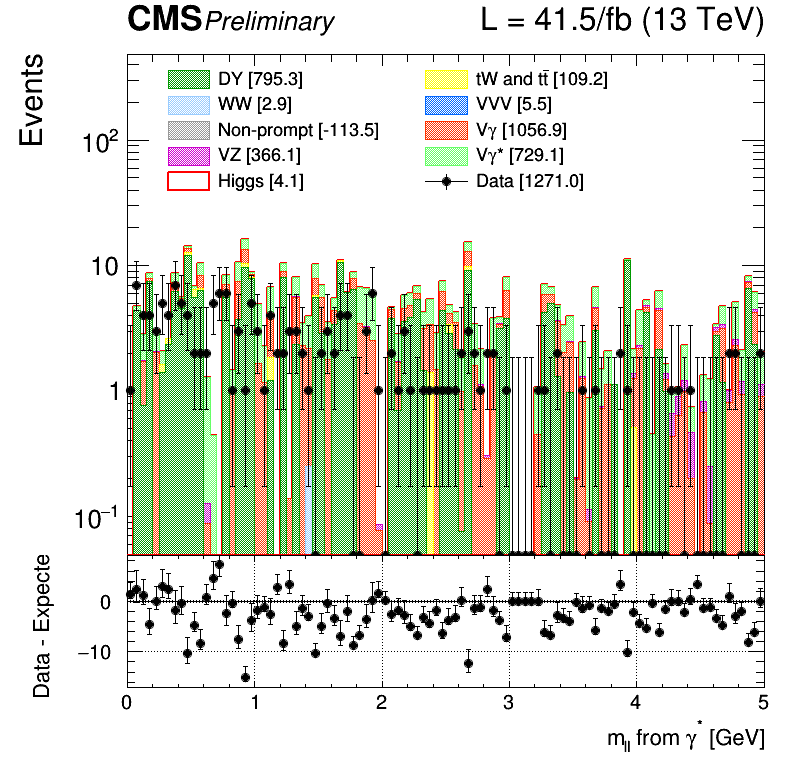 CMS Preliminary L = 41.5/fb (13 TeV)
Events
DY [795.3] tW and tt̄ [109.2]
WW [2.9] VVV [5.5]
Non-prompt [-113.5] Vγ [1056.9]
VZ [366.1] Vγ* [729.1]
Higgs [4.1] Data [1271.0]
10²
10
1
10⁻¹
Data - Expecte
0
−10
0 1 2 3 4 5
m_ll from γ* [GeV]